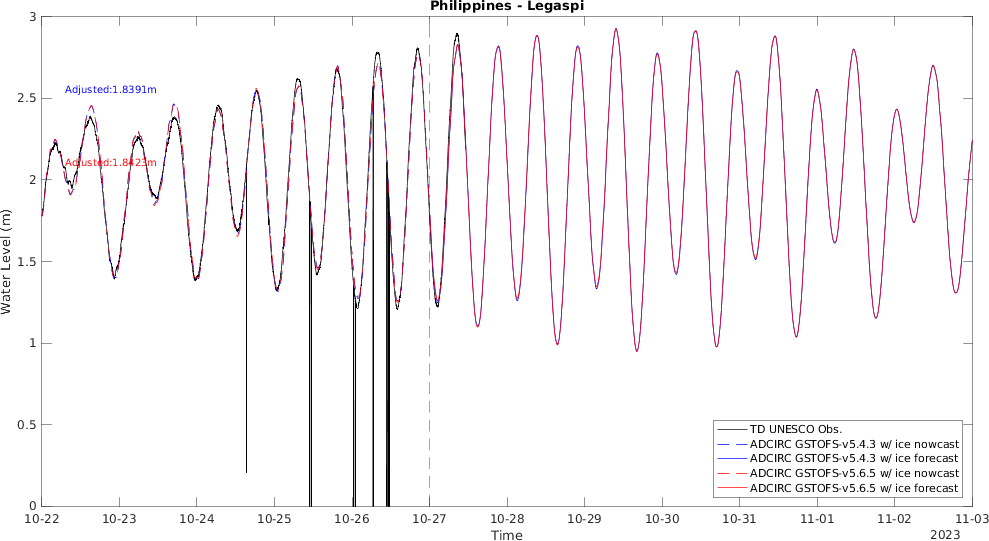 Philippines - Legaspi
Water Level (m)
3
2.5
2
1.5
1
0.5
0
Adjusted:1.8391m
Adjusted:1.8423m
TD UNESCO Obs.
ADCIRC GSTOFS-v5.4.3 w/ ice nowcast
ADCIRC GSTOFS-v5.4.3 w/ ice forecast
ADCIRC GSTOFS-v5.6.5 w/ ice nowcast
ADCIRC GSTOFS-v5.6.5 w/ ice forecast
10-22 10-23 10-24 10-25 10-26 10-27 10-28 10-29 10-30 10-31 11-01 11-02 11-03
Time
2023